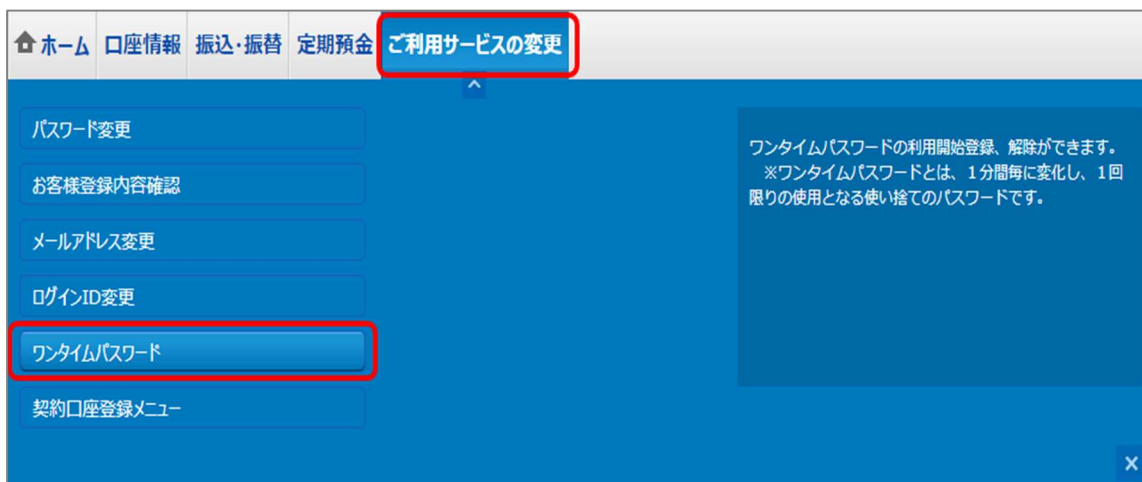 ホーム 口座情報 振込・振替 定期預金 ご利用サービスの変更
パスワード変更
お客様登録内容確認
メールアドレス変更
ログインID変更
ワンタイムパスワード
契約口座登録メニュー
ワンタイムパスワードの利用開始登録、解除ができます。
※ワンタイムパスワードとは、1分間毎に変化し、1回
限りの使用となる使い捨てのパスワードです。